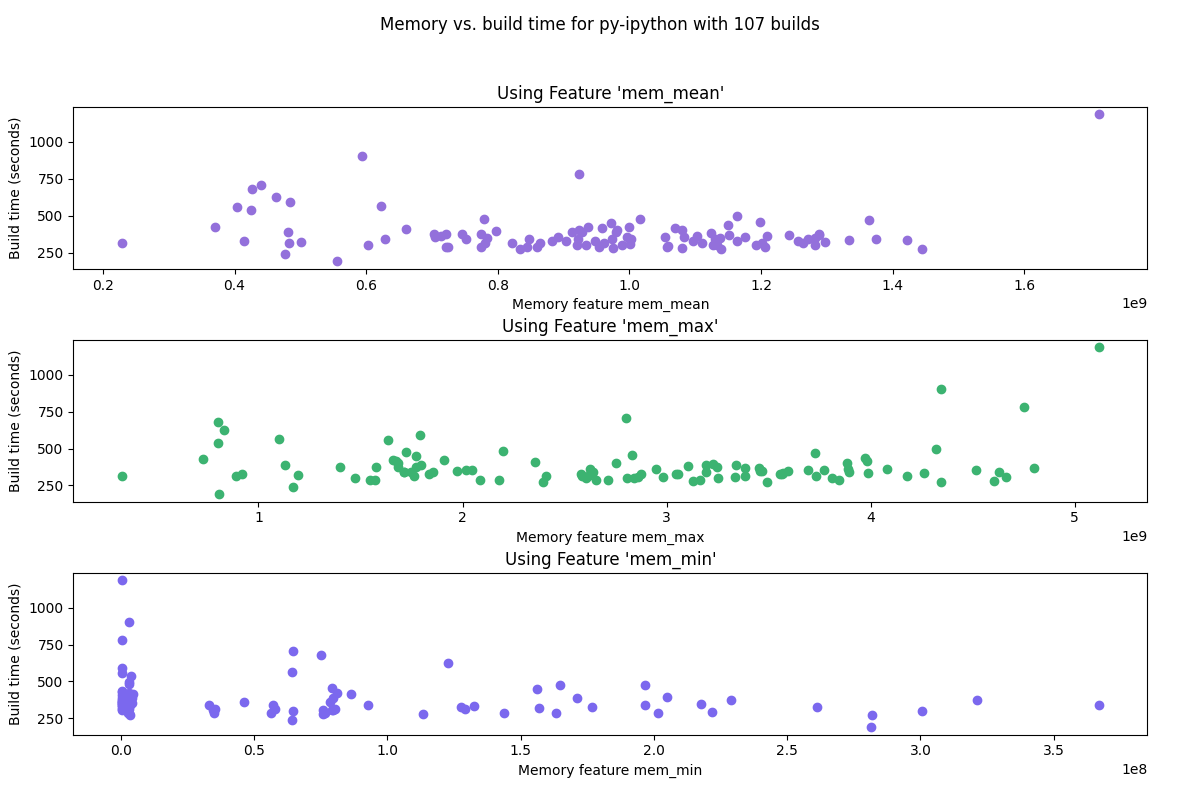 Memory vs. build time for py-ipython with 107 builds
Using Feature 'mem_mean'
Build time (seconds)
1000
750
500
250
0.2 0.4 0.6 0.8 1.0 1.2 1.4 1.6
1e9
Memory feature mem_mean
Using Feature 'mem_max'
Build time (seconds)
1000
750
500
250
1 2 3 4 5
1e9
Memory feature mem_max
Using Feature 'mem_min'
Build time (seconds)
1000
750
500
250
0.0 0.5 1.0 1.5 2.0 2.5 3.0 3.5
1e8
Memory feature mem_min